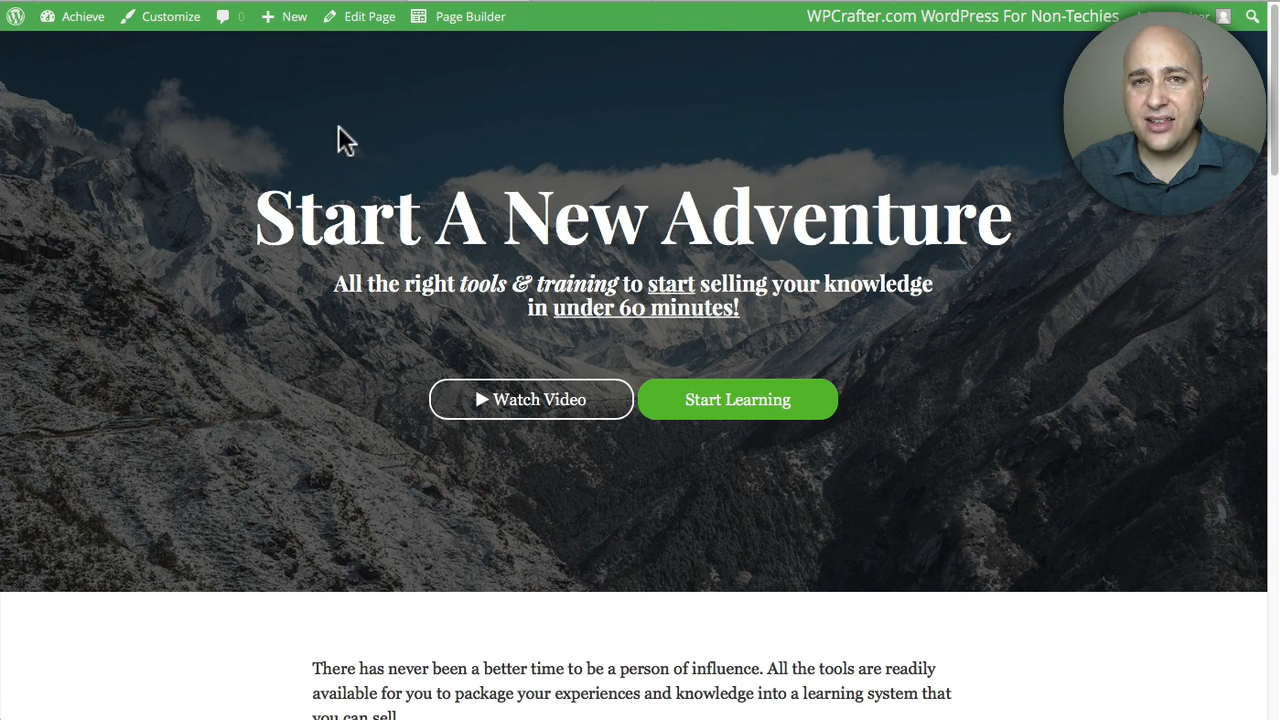 Achieve Customize 0 New Edit Page Page Builder WPCrafter.com WordPress For Non-Techies
Start A New Adventure
All the right tools & training to start selling your knowledge
in under 60 minutes!
Watch Video Start Learning
There has never been a better time to be a person of influence. All the tools are readily
available for you to package your experiences and knowledge into a learning system that
you can sell